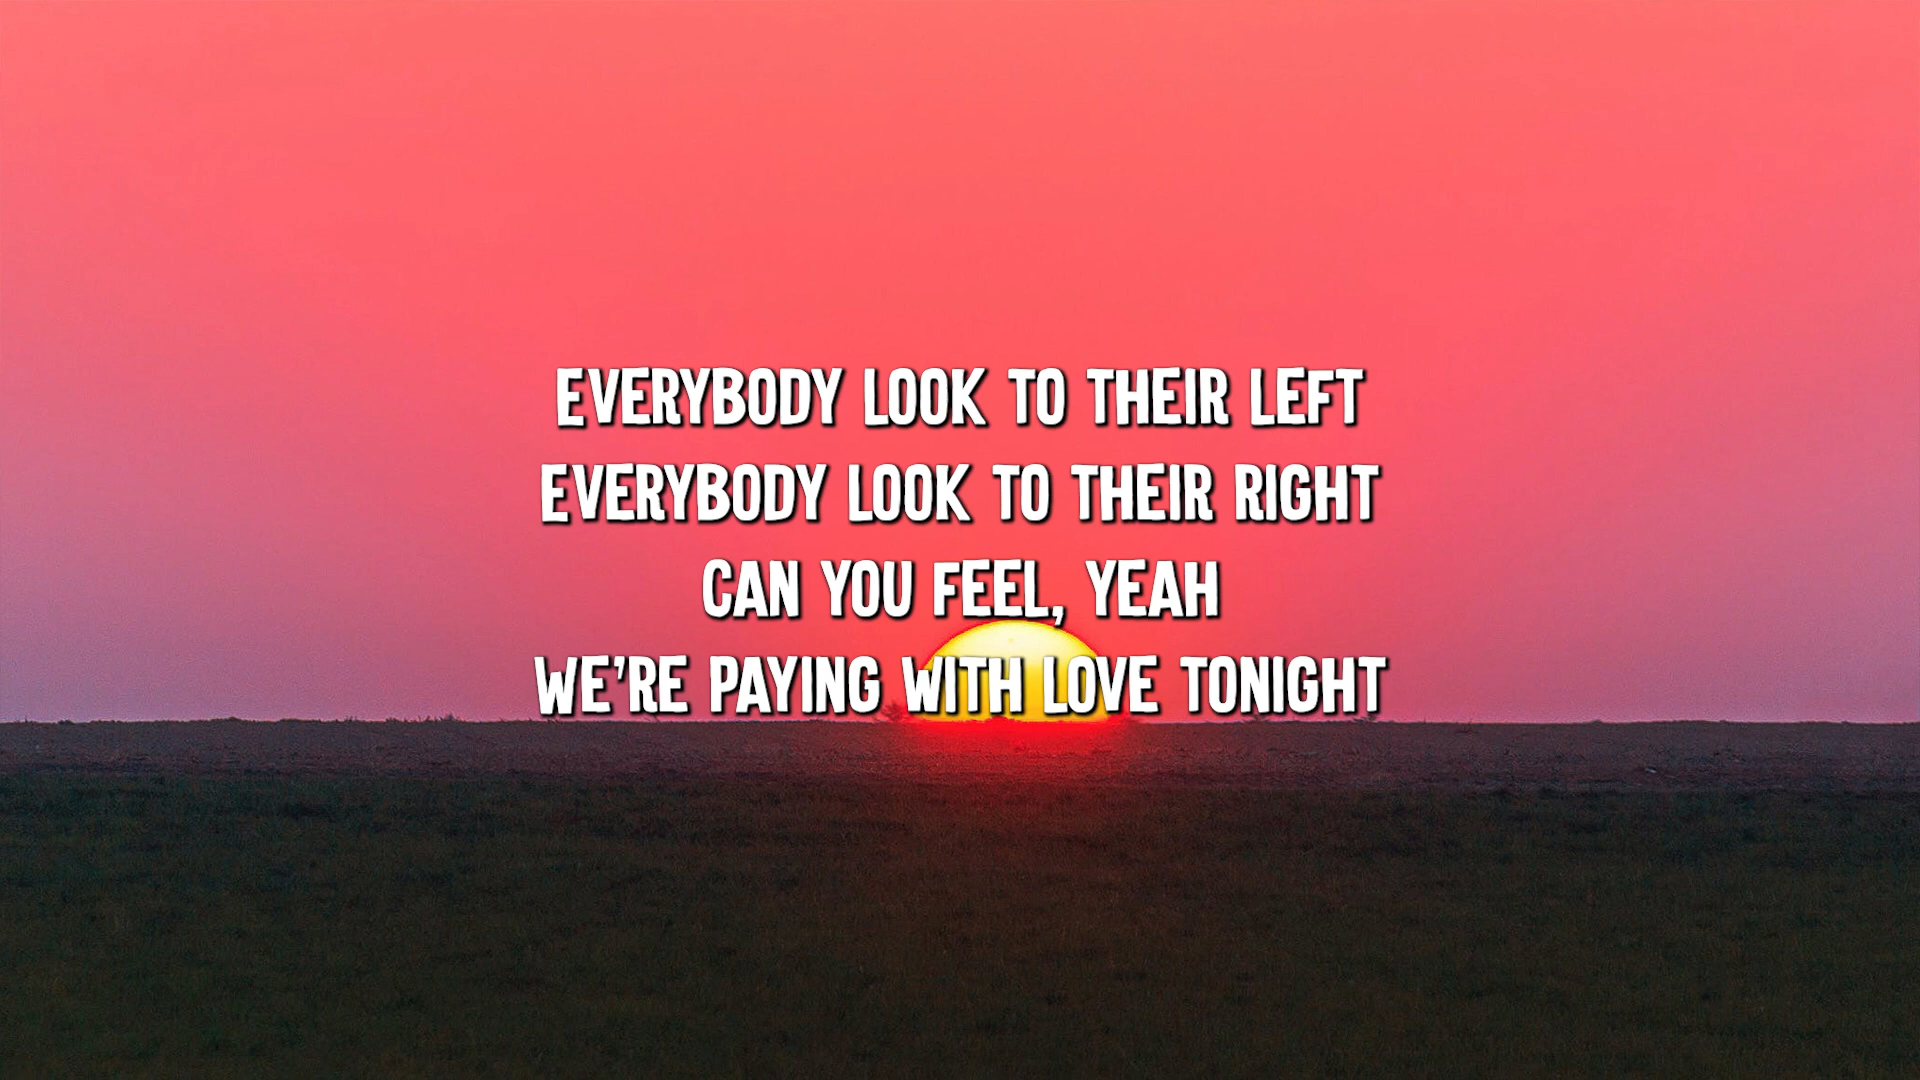 EVERYBODY LOOK TO THEIR LEFT
EVERYBODY LOOK TO THEIR RIGHT
CAN YOU FEEL, YEAH
WE'RE PAYING WITH LOVE TONIGHT